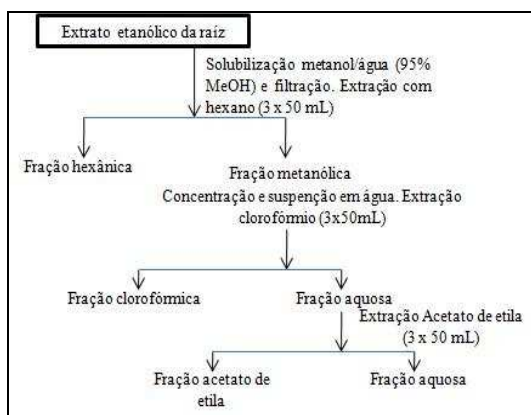 Extrato etanólico da raíz
Solubilização metanol/água (95%
MeOH) e filtração. Extração com
hexano (3 x 50 mL)
Fração hexânica
Fração metanólica
Concentração e suspenção em água. Extração
clorofórmio (3x50mL)
Fração clorofórmica
Fração aquosa
Extração Acetato de etila
(3 x 50 mL)
Fração acetato de
etila
Fração aquosa